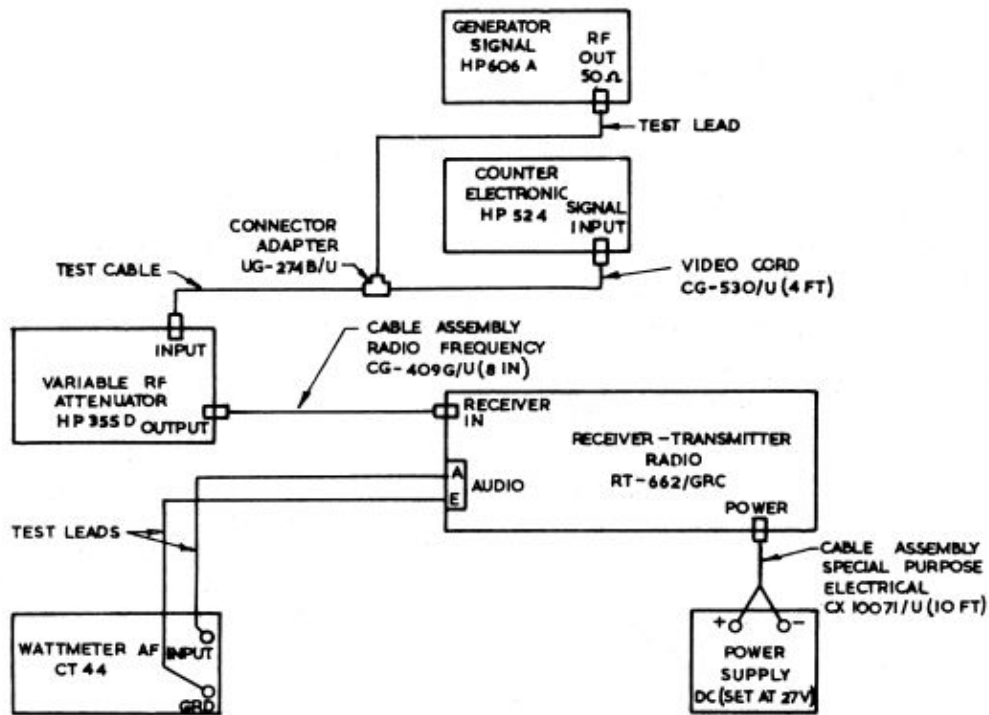 GENERATOR
SIGNAL
HP606 A
RF
OUT
50Ω
TEST LEAD
COUNTER
ELECTRONIC
HP 524
SIGNAL
INPUT
CONNECTOR
ADAPTER
UG-274B/U
TEST CABLE
VIDEO CORD
CG-530/U (4 FT)
INPUT
VARIABLE RF
ATTENUATOR
HP355D
OUTPUT
CABLE ASSEMBLY
RADIO FREQUENCY
CG-409G/U (8 IN)
RECEIVER
IN
RECEIVER-TRANSMITTER
RADIO
RT-662/GRC
A
E
AUDIO
POWER
TEST LEADS
CABLE ASSEMBLY
SPECIAL PURPOSE
ELECTRICAL
CX 10071/U (10 FT)
WATTMETER AF
CT 44
INPUT
GRD
+ -
POWER
SUPPLY
DC (SET AT 27V)